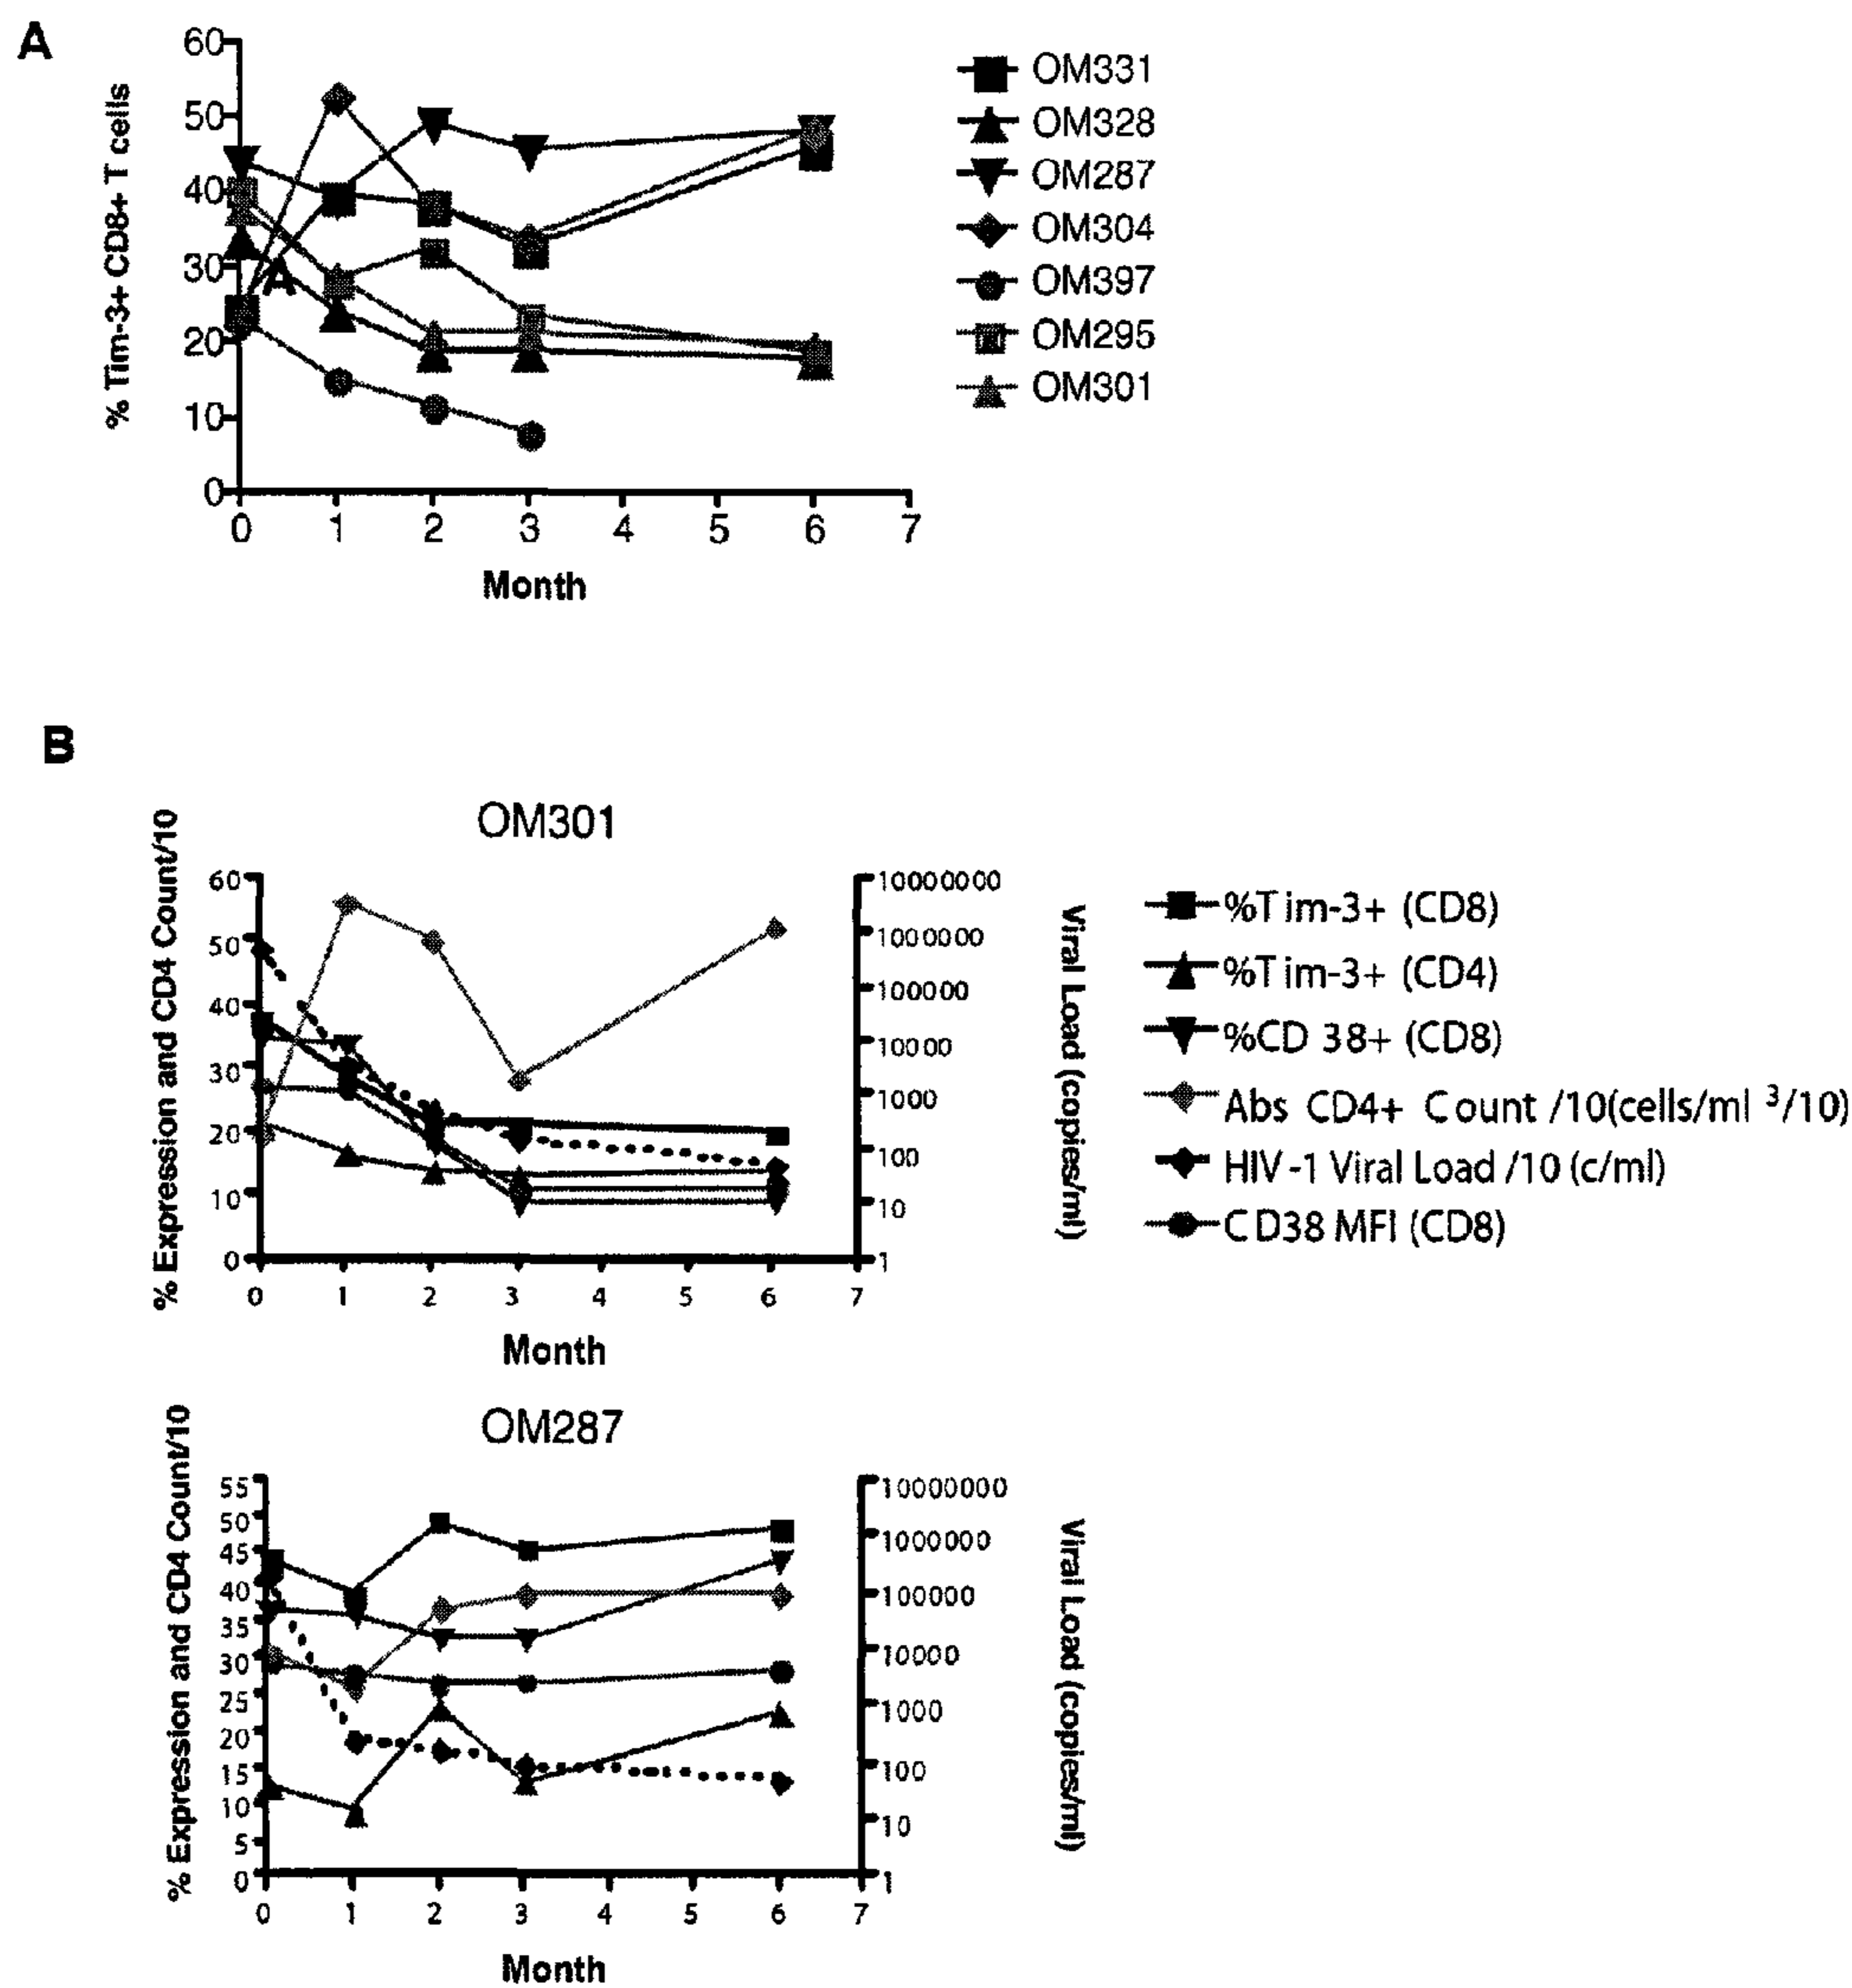 A
% Tim-3+ CD8+ T cells
60
50
40
30
20
10
0
A
0 1 2 3 4 5 6 7
Month
OM331
OM328
OM287
OM304
OM397
OM295
OM301
B
OM301
% Expression and CD4 Count/10
60
50
40
30
20
10
0
10000000
1000000
100000
10000
1000
100
10
1
Viral Load (copies/ml)
0 1 2 3 4 5 6 7
Month
%Tim-3+ (CD8)
%Tim-3+ (CD4)
%CD 38+ (CD8)
Abs CD4+ Count /10(cells/ml ³/10)
HIV-1 Viral Load /10 (c/ml)
CD38 MFI (CD8)
OM287
% Expression and CD4 Count/10
55
50
45
40
35
30
25
20
15
10
5
0
10000000
1000000
100000
10000
1000
100
10
1
Viral Load (copies/ml)
0 1 2 3 4 5 6 7
Month